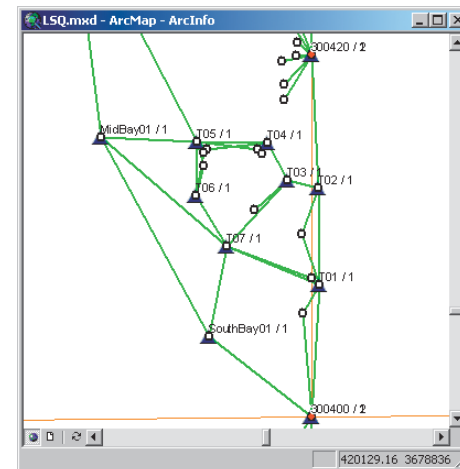 LSQ.mxd - ArcMap - ArcInfo
300420 / 2
MidBay01 / 1
T05 / 1
T04 / 1
T03 / 1
T02 / 1
T06 / 1
T07 / 1
T01 / 1
SouthBay01 / 1
300400 / 2
420129.16 3678836